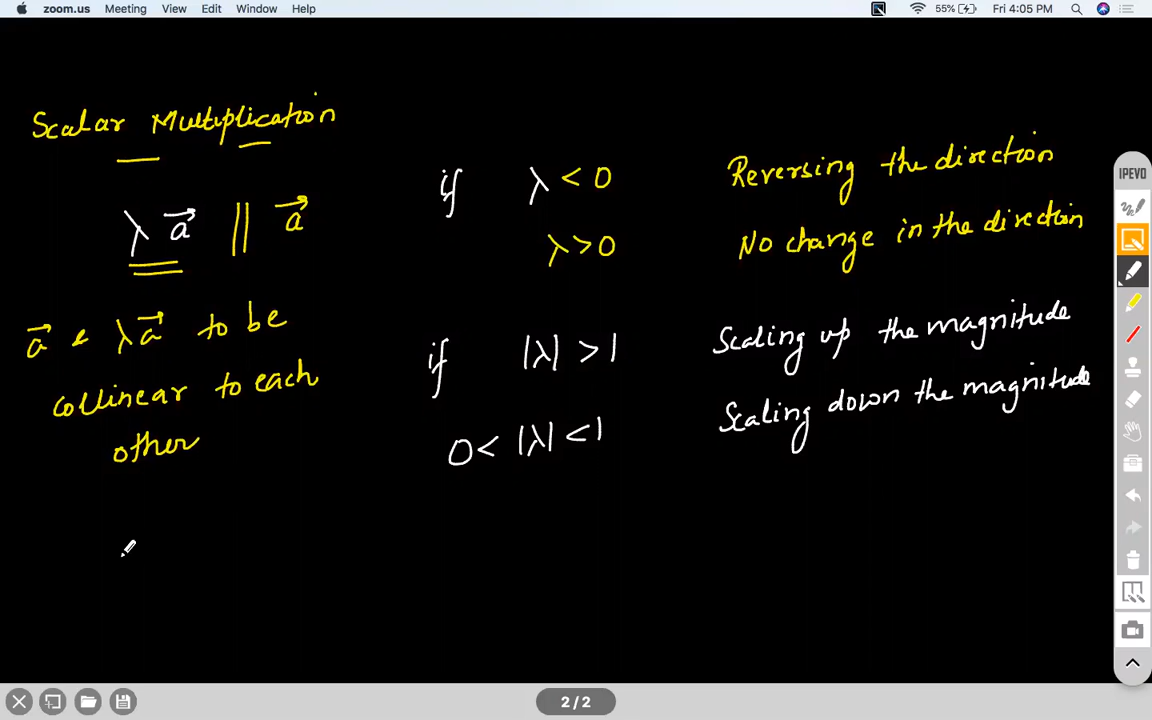 zoom.us Meeting View Edit Window Help 55% Fri 4:05 PM
Scalar Multiplication
λ a⃗ || a⃗
a⃗ & λa⃗ to be
collinear to each
other
if λ < 0 Reversing the direction
λ > 0 No change in the direction
if |λ| > 1 Scaling up the magnitude
0 < |λ| < 1 Scaling down the magnitude
IPEVO
2/2